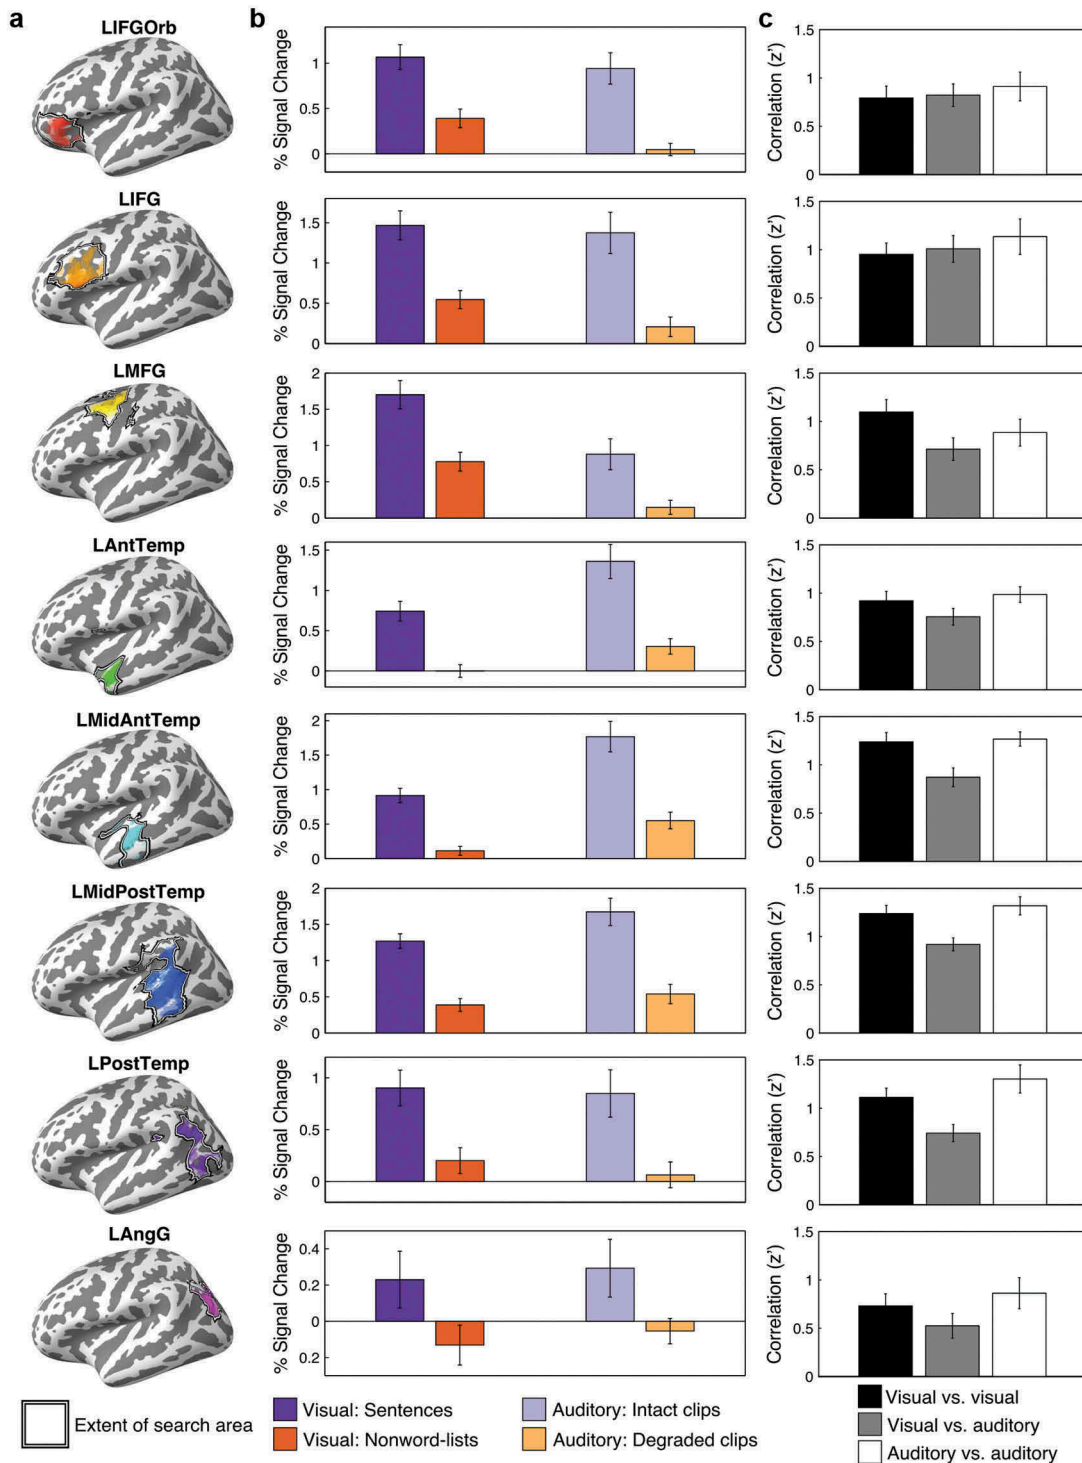 a
b
c
LIFGOrb
% Signal Change
1
0.5
0
Correlation (z')
1.5
1
0.5
0
LIFG
% Signal Change
1.5
1
0.5
0
Correlation (z')
1.5
1
0.5
0
LMFG
% Signal Change
2
1.5
1
0.5
0
Correlation (z')
1.5
1
0.5
0
LAntTemp
% Signal Change
1.5
1
0.5
0
Correlation (z')
1.5
1
0.5
0
LMidAntTemp
% Signal Change
2
1.5
1
0.5
0
Correlation (z')
1.5
1
0.5
0
LMidPostTemp
% Signal Change
2
1.5
1
0.5
0
Correlation (z')
1.5
1
0.5
0
LPostTemp
% Signal Change
1
0.5
0
Correlation (z')
1.5
1
0.5
0
LAngG
% Signal Change
0.4
0.2
0
0.2
Correlation (z')
1.5
1
0.5
0
Extent of search area
Visual: Sentences
Visual: Nonword-lists
Auditory: Intact clips
Auditory: Degraded clips
Visual vs. visual
Visual vs. auditory
Auditory vs. auditory